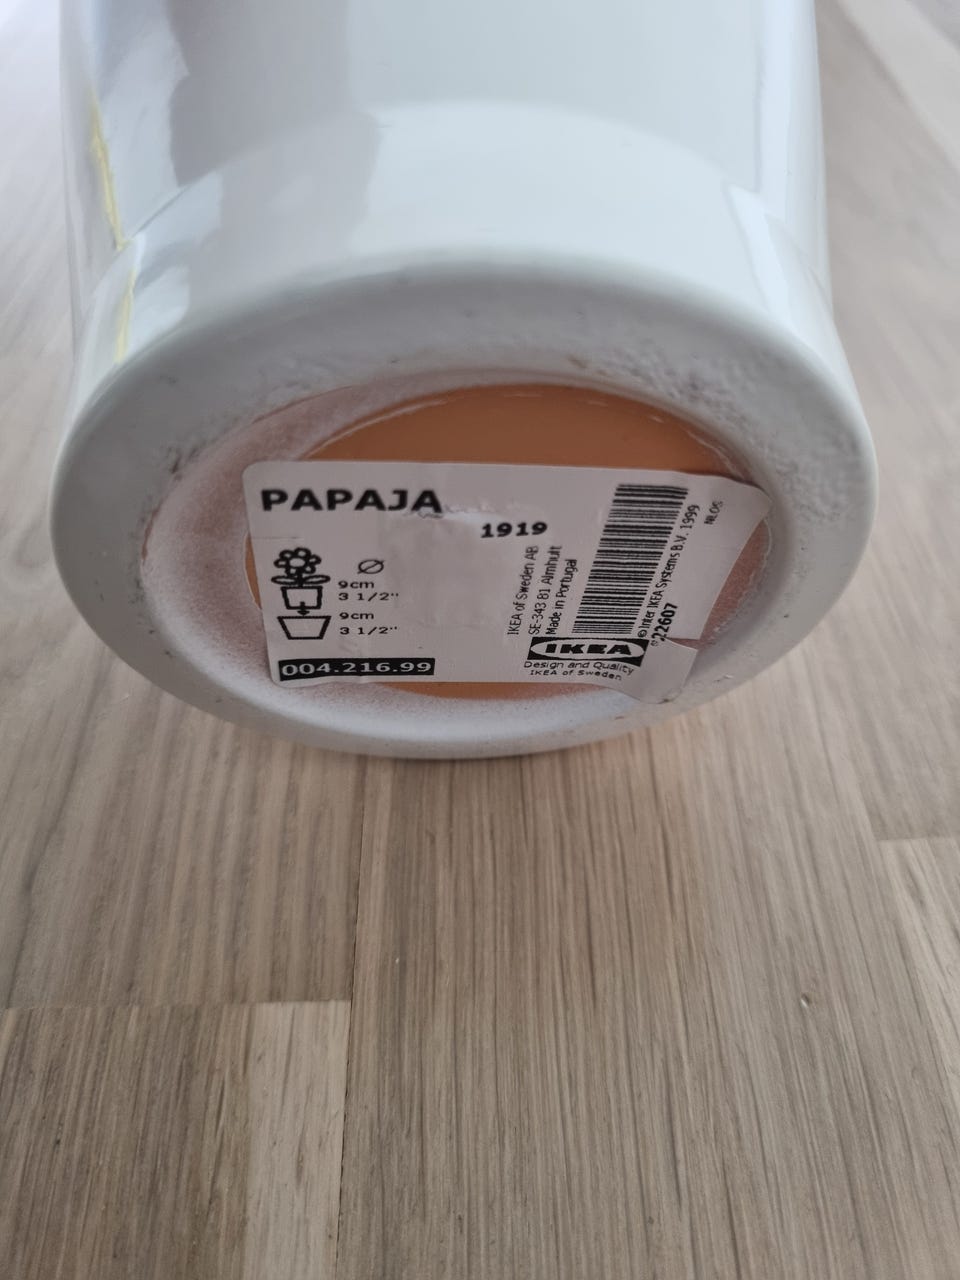 PAPAJA
1919
Ø
9cm
3 1/2"
9cm
3 1/2"
004.216.99
IKEA of Sweden AB
SE-343 81 Älmhult
Made in Portugal
IKEA
Design and Quality
IKEA of Sweden
© Inter IKEA Systems B.V. 1999
22607